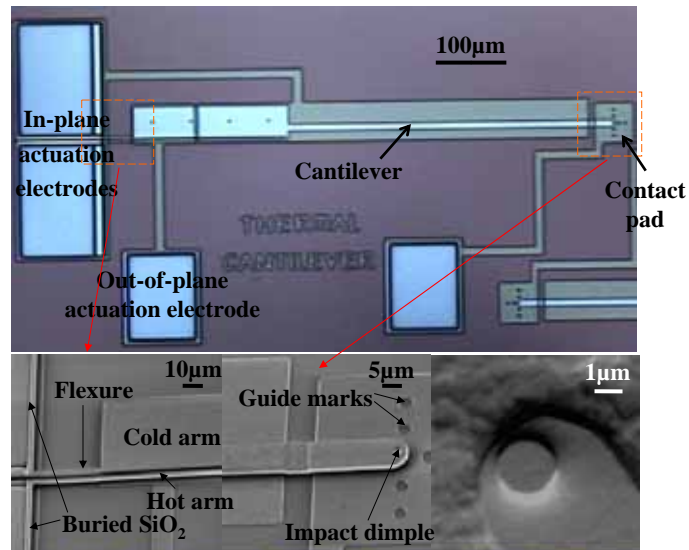 100μm
In-plane
actuation
electrodes
Cantilever
Contact
pad
THERMAL
CANTILEVER
Out-of-plane
actuation electrode
10μm
5μm
1μm
Flexure
Guide marks
Cold arm
Hot arm
Buried SiO₂
Impact dimple